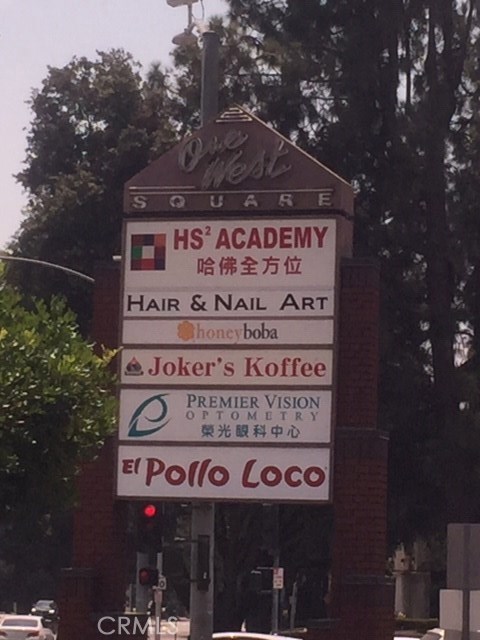 One
West
SQUARE
HS² ACADEMY
哈佛全方位
HAIR & NAIL ART
honeyboba
JOKER'S KOFFEE
PREMIER VISION
OPTOMETRY
榮光眼科中心
El Pollo Loco
CRMLS